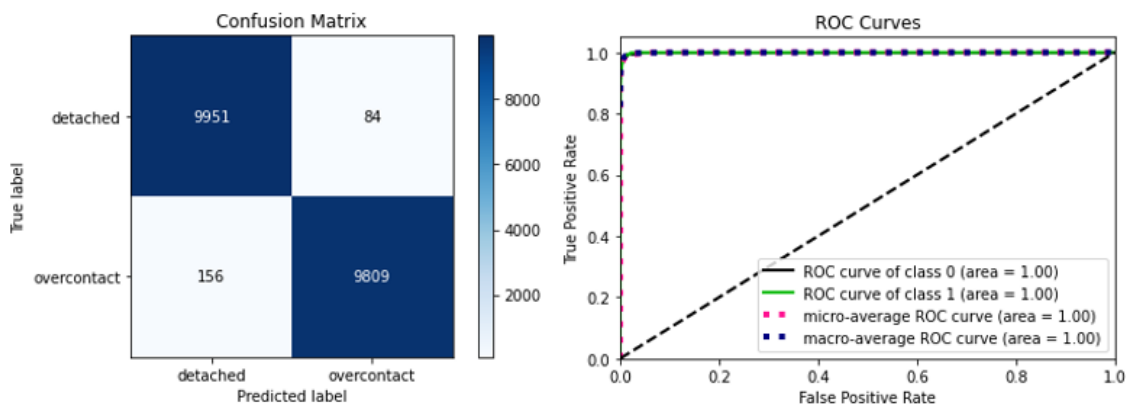 Confusion Matrix
True label
detached
overcontact
9951
84
156
9809
detached
overcontact
Predicted label
8000
6000
4000
2000
ROC Curves
True Positive Rate
1.0
0.8
0.6
0.4
0.2
0.0
0.0
0.2
0.4
0.6
0.8
1.0
False Positive Rate
ROC curve of class 0 (area = 1.00)
ROC curve of class 1 (area = 1.00)
micro-average ROC curve (area = 1.00)
macro-average ROC curve (area = 1.00)